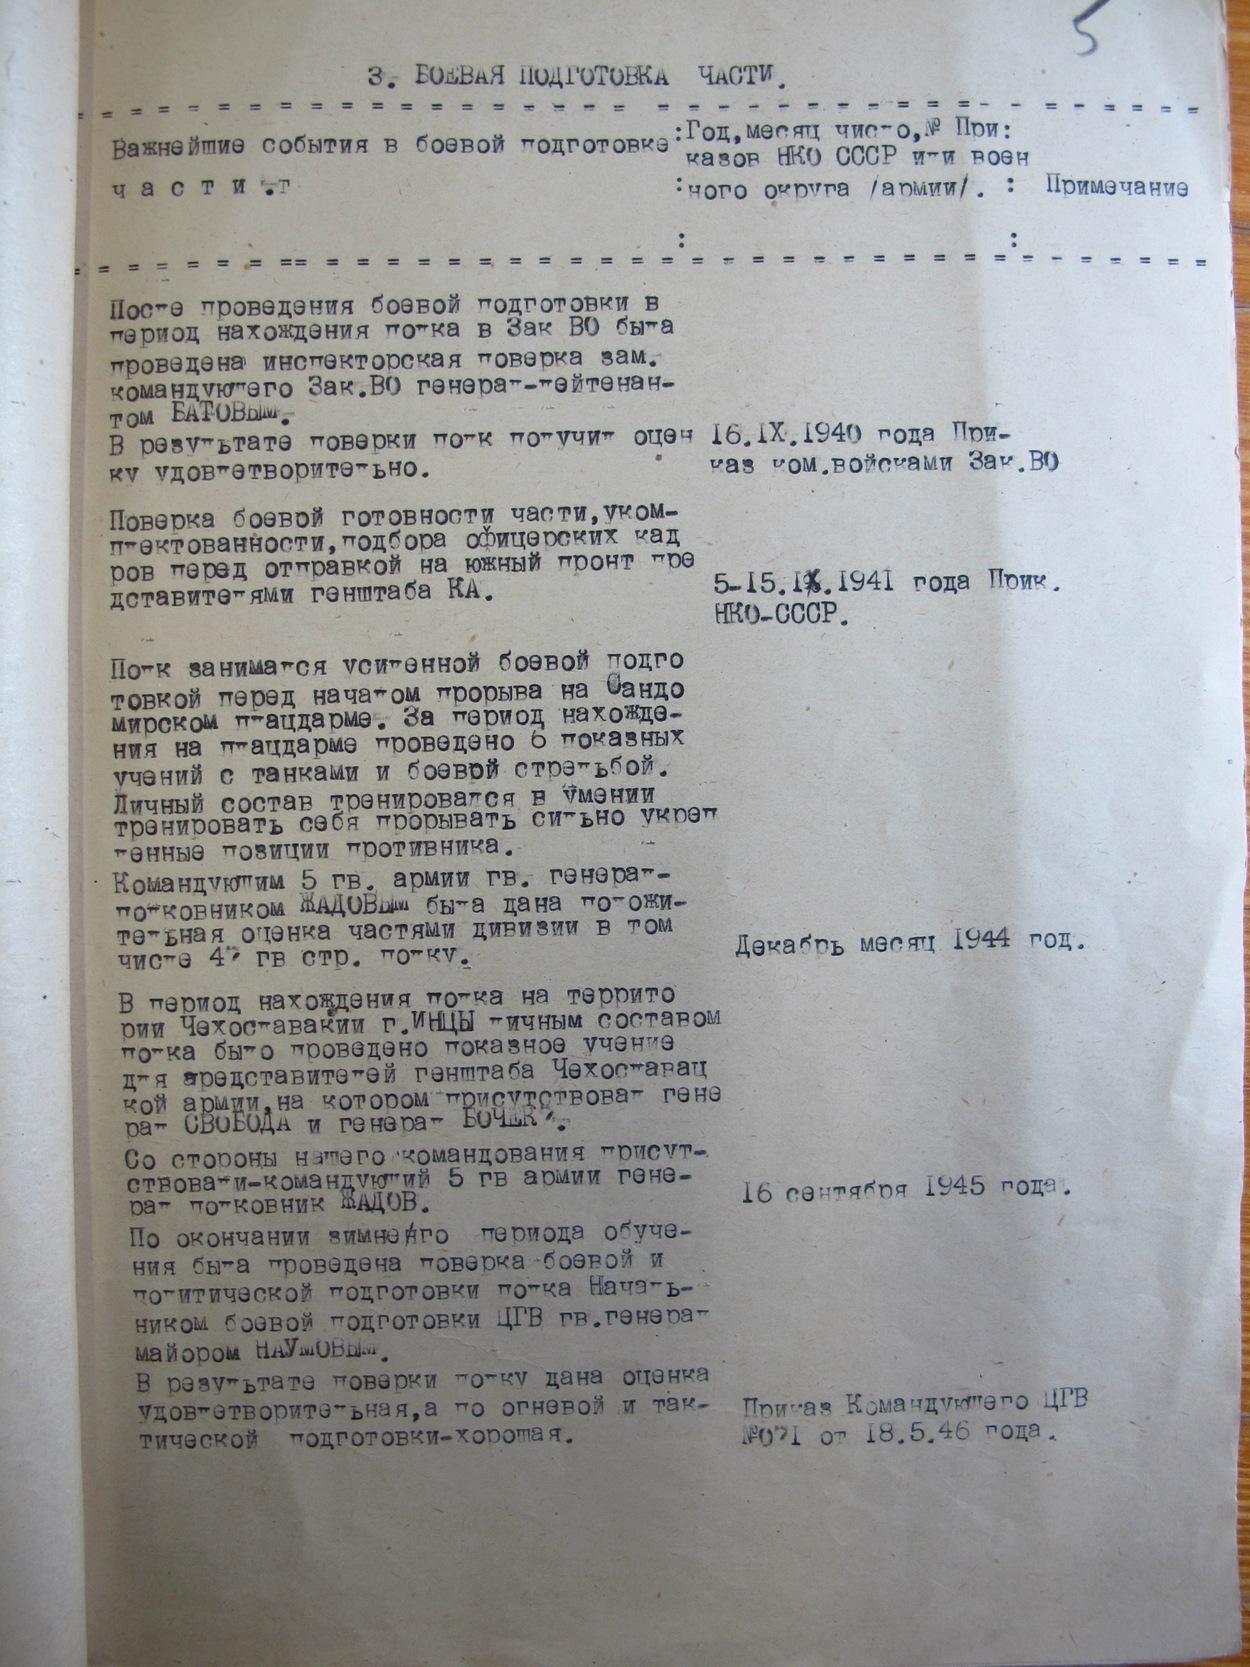 5
3. БОЕВАЯ ПОДГОТОВКА ЧАСТИ.
Важнейшие события в боевой подготовке
части.т
:Год,месяц число,№ При:
казов НКО СССР или воен
:ного округа /армии/. : Примечание
: :
После проведения боевой подготовки в
период нахождения полка в Зак ВО была
проведена инспекторская поверка зам.
командующего Зак.ВО генерал-лейтенан-
том БАТОВЫМ.
В результате поверки полк получил оцен
ку удовлетворительно.
16.IX.1940 года При-
каз ком.войсками Зак.ВО
Поверка боевой готовности части,уком-
плектованности,подбора офицерских кад
ров перед отправкой на южный фронт пре
дставителями генштаба КА.
5-15.IX.1941 года Прик.
НКО-СССР.
Полк занимался усиленной боевой подго
товкой перед началом прорыва на Сандо
мирском плацдарме. За период нахожде-
ния на плацдарме проведено 6 показных
учений с танками и боевой стрельбой.
Личный состав тренировался в умении
тренировать себя прорывать сильно укреп
ленные позиции противника.
Командующим 5 гв. армии гв. генерал-
полковником ЖАДОВЫМ была дана положи-
тельная оценка частями дивизии в том
числе гв стр. полку.
Декабрь месяц 1944 год.
В период нахождения полка на террито
рии Чехославакии г.ИНЦЫ личным составом
полка было проведено показное учение
для представителей генштаба Чехославац
кой армии,на котором присутствовал гене
рал СВОБОДА и генерал БОЧЕК.
Со стороны нашего командования присут-
ствовали-командующий 5 гв армии гене-
рал полковник ЖАДОВ.
16 сентября 1945 года.
По окончании зимнего периода обуче-
ния была проведена поверка боевой и
политической подготовки полка Началь-
ником боевой подготовки ЦГВ гв.генерал
майором НАУМОВЫМ.
В результате поверки полку дана оценка
удовлетворительная,а по огневой и так-
тической подготовки-хорошая.
Приказ Командующего ЦГВ
от 18.5.46 года.